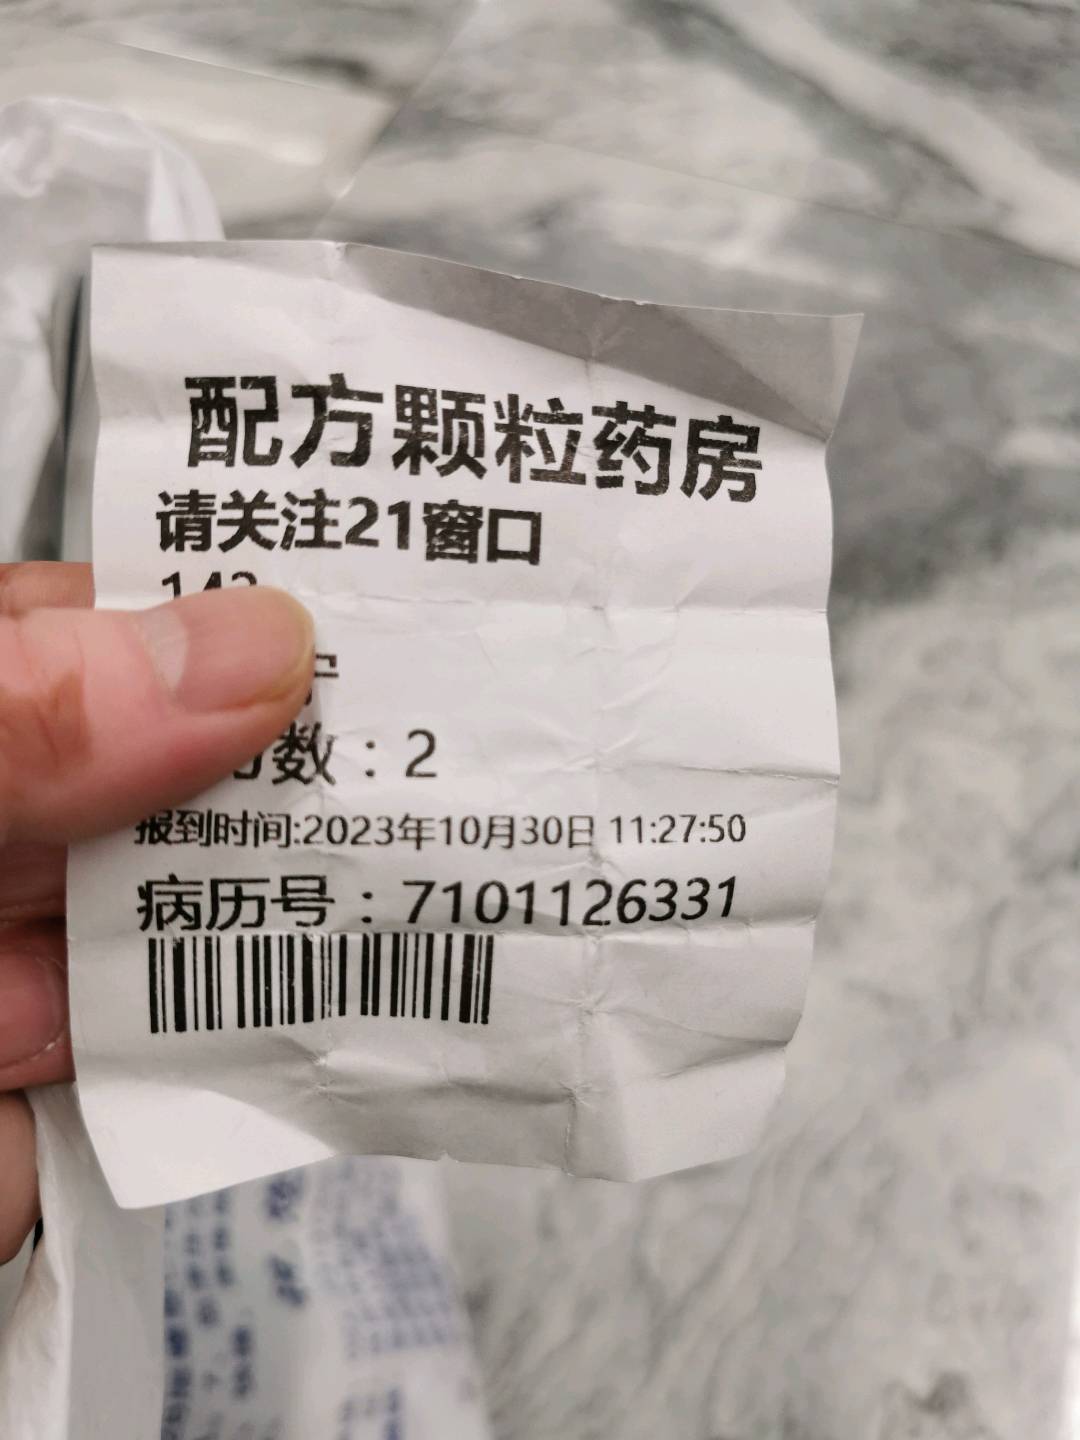 配方颗粒药房
请关注21窗口
数：2
报到时间:2023年10月30日 11:27:50
病历号：7101126331